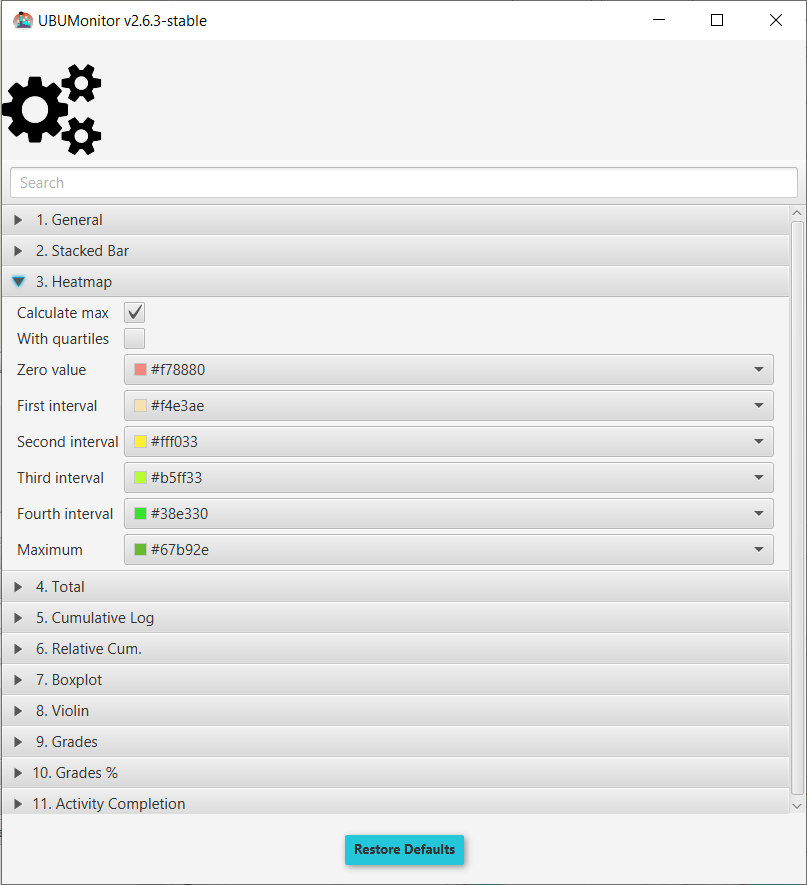 UBUMonitor v2.6.3-stable
Search
1. General
2. Stacked Bar
3. Heatmap
Calculate max
With quartiles
Zero value #f78880
First interval #f4e3ae
Second interval #fff033
Third interval #b5ff33
Fourth interval #38e330
Maximum #67b92e
4. Total
5. Cumulative Log
6. Relative Cum.
7. Boxplot
8. Violin
9. Grades
10. Grades %
11. Activity Completion
Restore Defaults